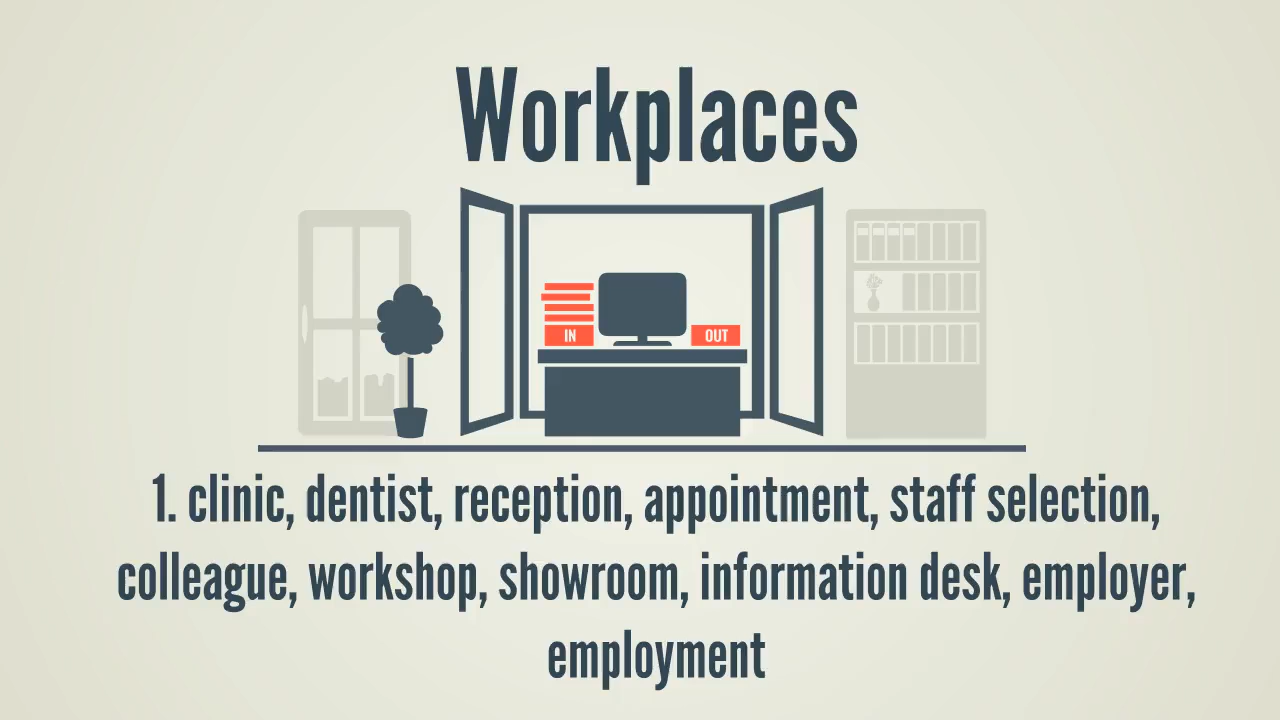 Workplaces
IN
OUT
1. clinic, dentist, reception, appointment, staff selection,
colleague, workshop, showroom, information desk, employer,
employment